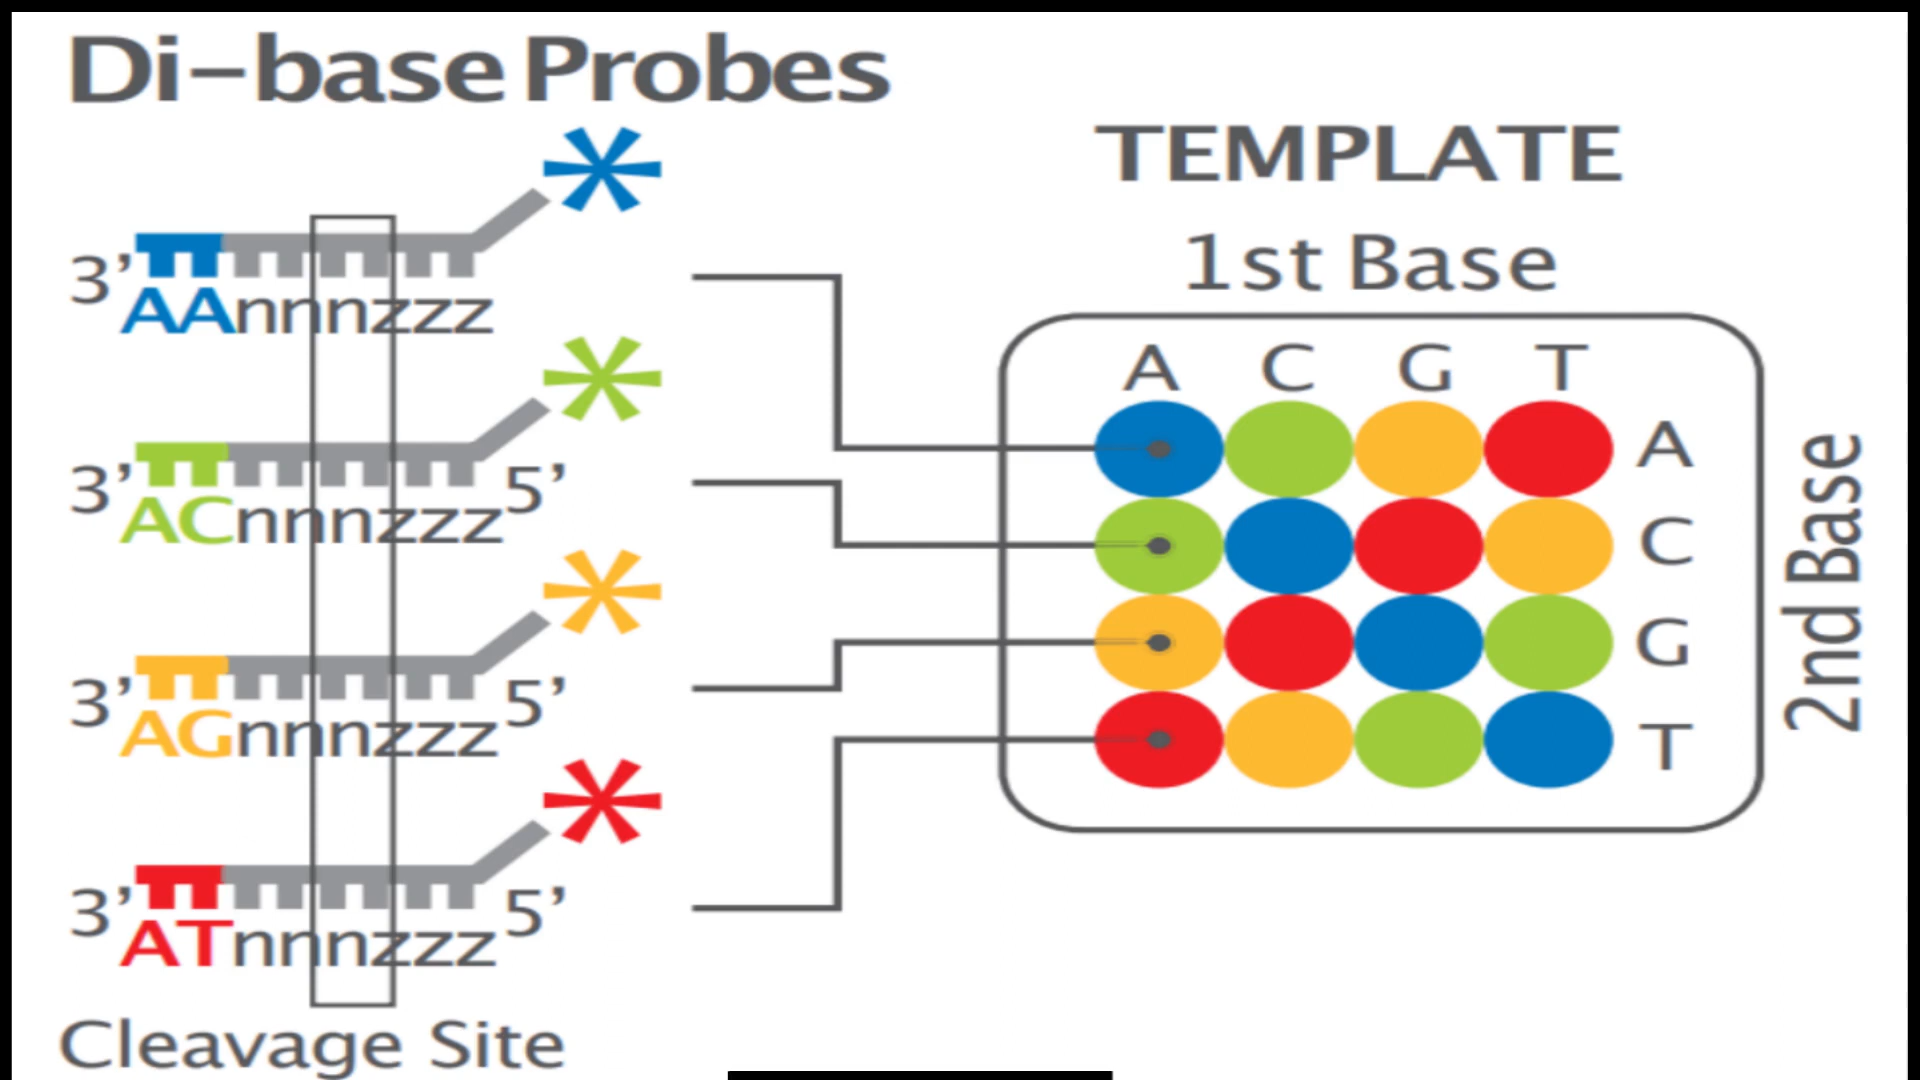 Di-base Probes
3’
AAnnnzzz
3’ 5’
ACnnnzzz
3’ 5’
AGnnnzzz
3’ 5’
ATnnnzzz
Cleavage Site
TEMPLATE
1st Base
A C G T
A
C
G
T
2nd Base